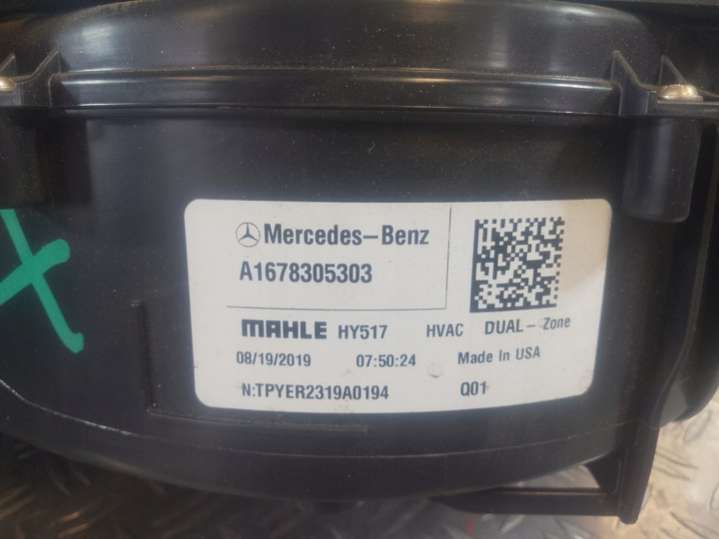 Mercedes-Benz
A1678305303
MAHLE HY517 HVAC DUAL-Zone
08/19/2019 07:50:24 Made In USA
N:TPYER2319A0194 Q01
X